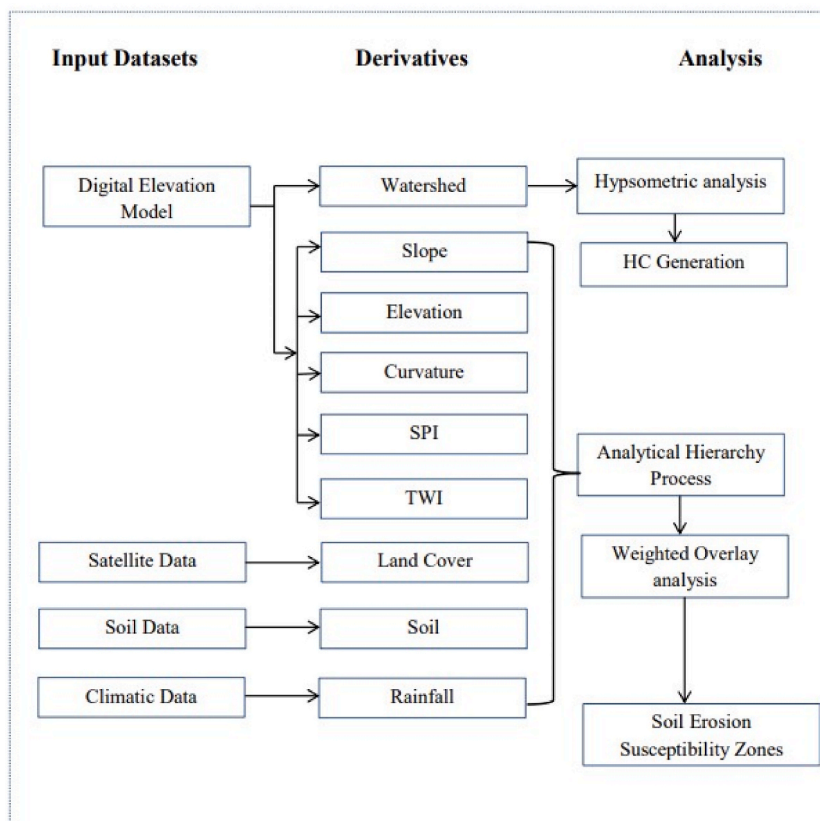 Input Datasets
Derivatives
Analysis
Digital Elevation
Model
Watershed
Hypsometric analysis
Slope
HC Generation
Elevation
Curvature
SPI
Analytical Hierarchy
Process
TWI
Satellite Data
Land Cover
Weighted Overlay
analysis
Soil Data
Soil
Climatic Data
Rainfall
Soil Erosion
Susceptibility Zones